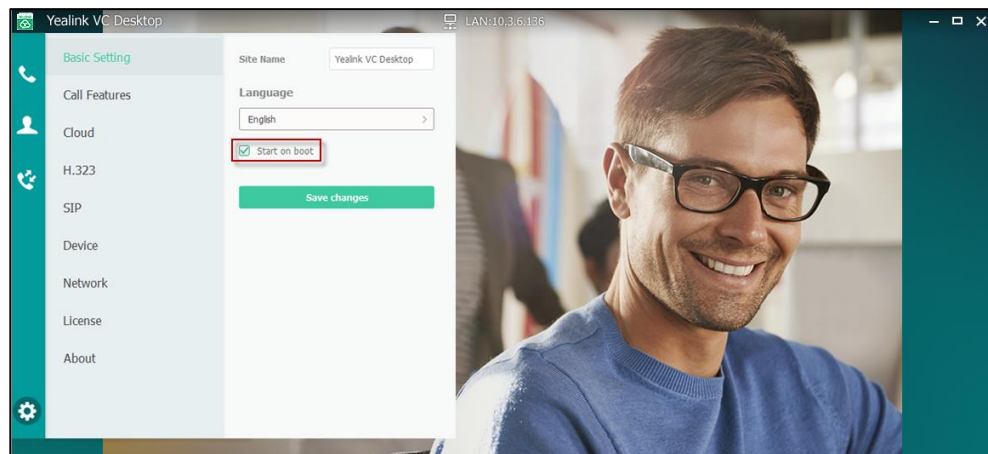 Yealink VC Desktop
LAN:10.3.6.136
Basic Setting
Call Features
Cloud
H.323
SIP
Device
Network
License
About
Site Name
Yealink VC Desktop
Language
English
Start on boot
Save changes